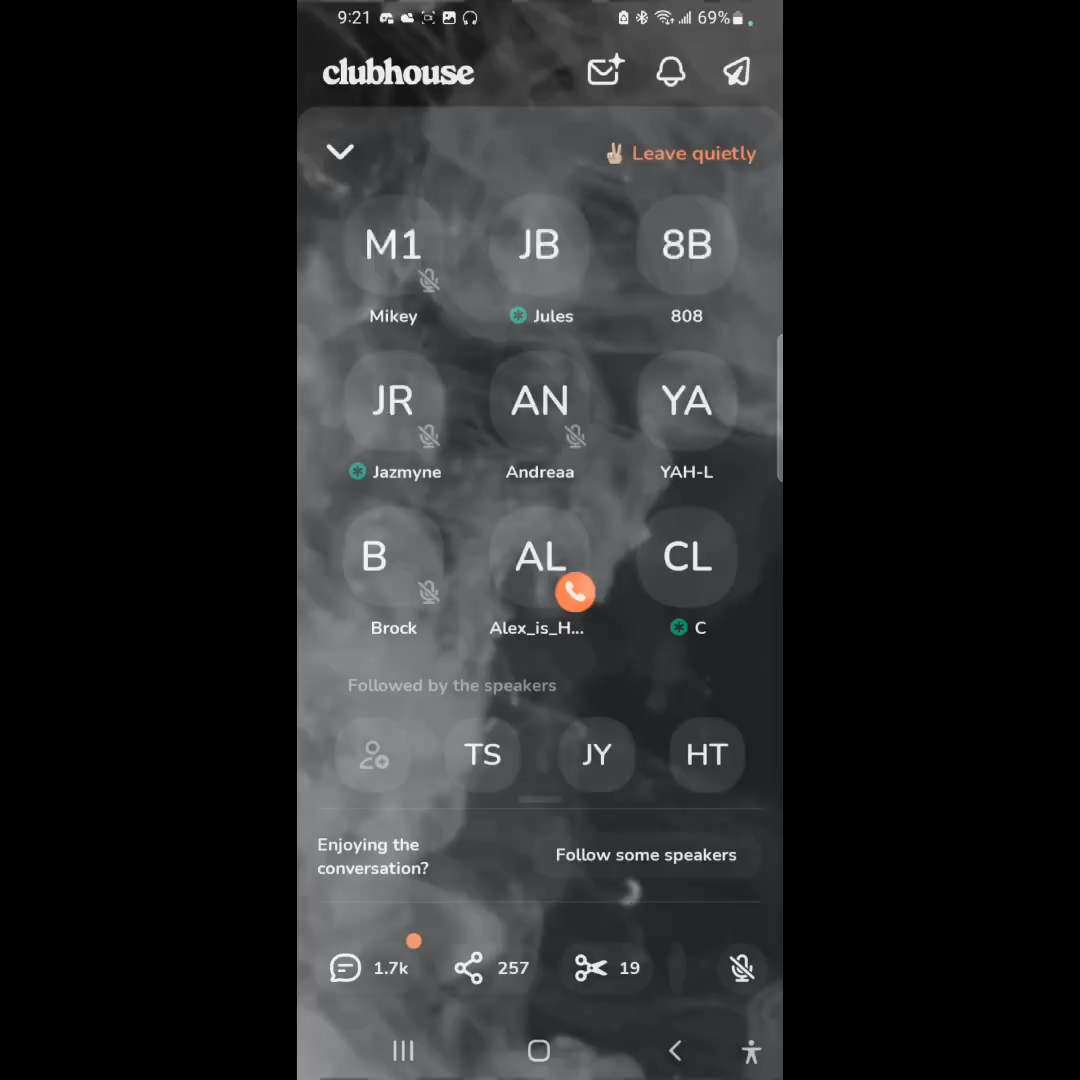 9:21 69%
clubhouse
✌🏼 Leave quietly
M1 JB 8B
Mikey Jules 808
JR AN YA
Jazmyne Andreaa YAH-L
B AL CL
Brock Alex_is_H... C
Followed by the speakers
TS JY HT
Enjoying the
conversation?
Follow some speakers
1.7k 257 19